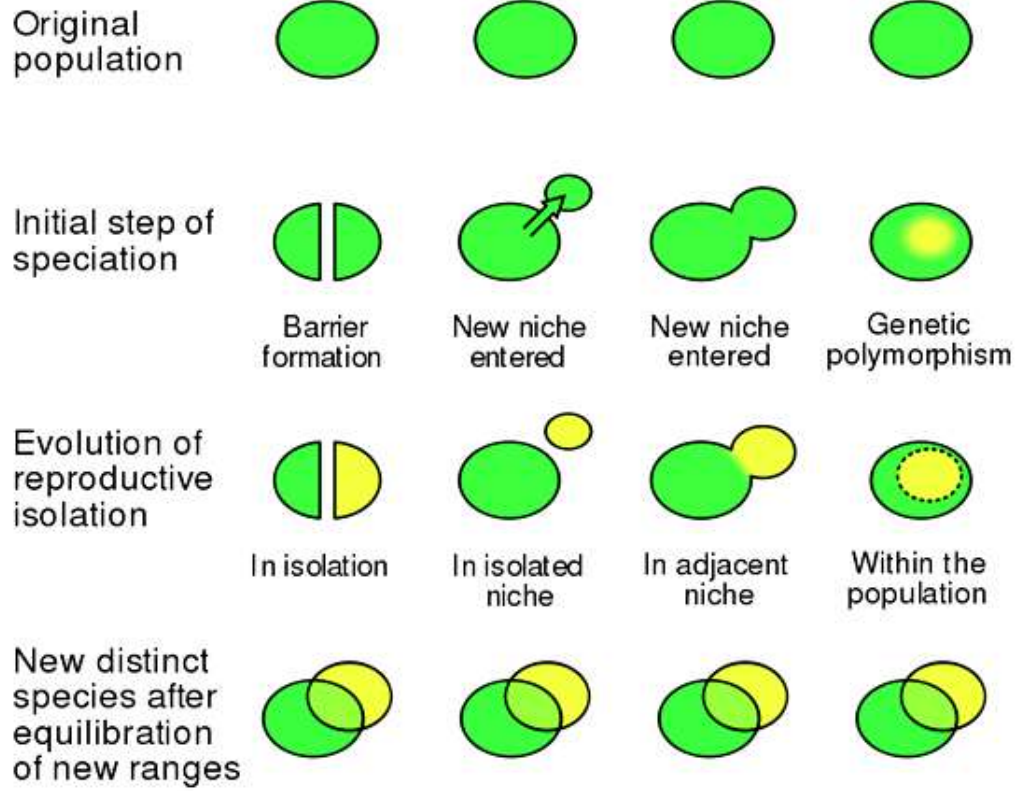 Original
population
Initial step of
speciation
Barrier
formation
New niche
entered
New niche
entered
Genetic
polymorphism
Evolution of
reproductive
isolation
In isolation
In isolated
niche
In adjacent
niche
Within the
population
New distinct
species after
equilibration
of new ranges